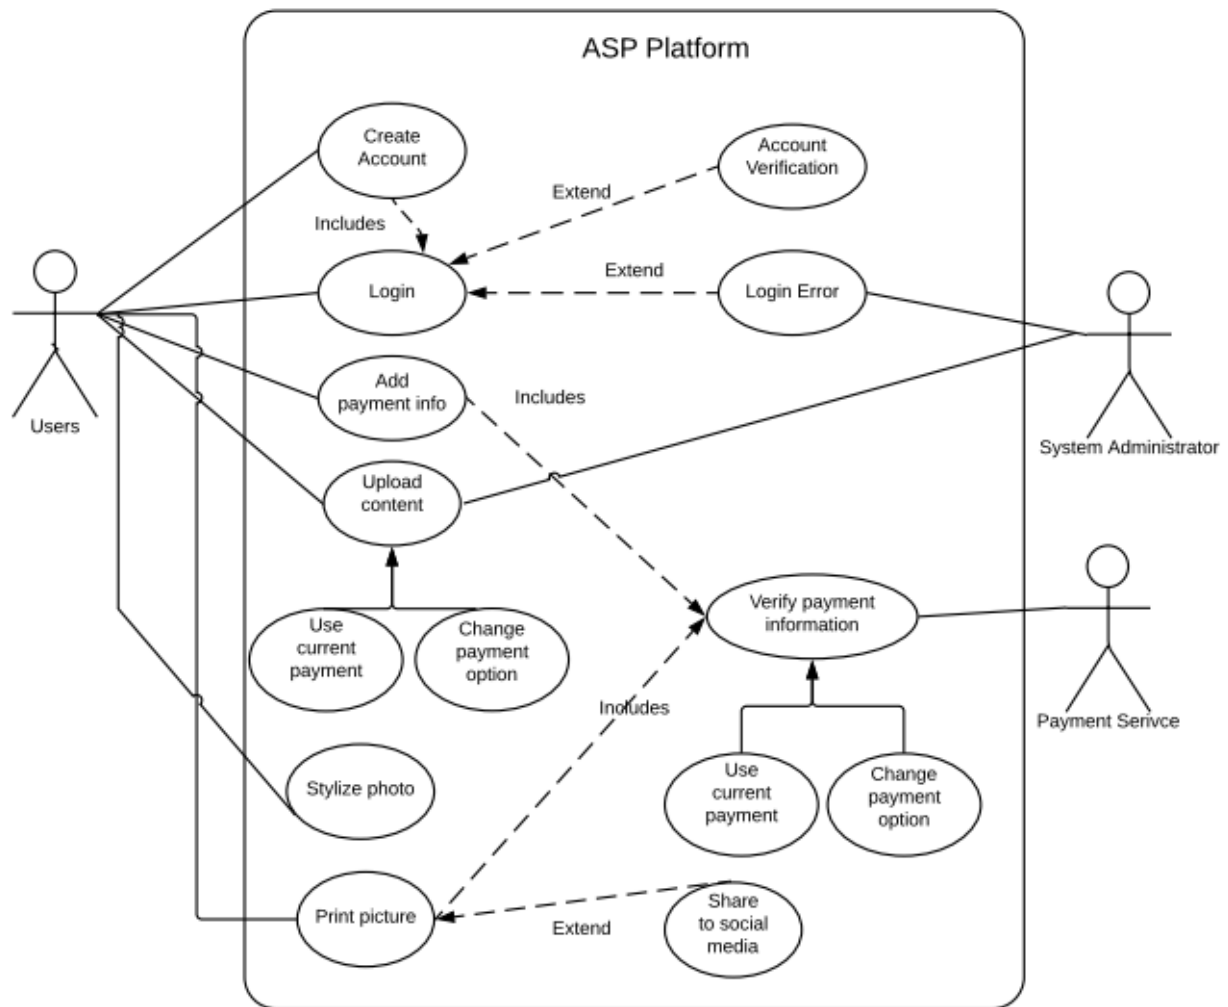 ASP Platform
Create
Account
Account
Verification
Extend
Includes
Login
Extend
Login Error
Add
payment info
Includes
Users
System Administrator
Upload
content
Verify payment
information
Use
current
payment
Change
payment
option
Includes
Payment Serivce
Stylize photo
Use
current
payment
Change
payment
option
Print picture
Extend
Share
to social
media